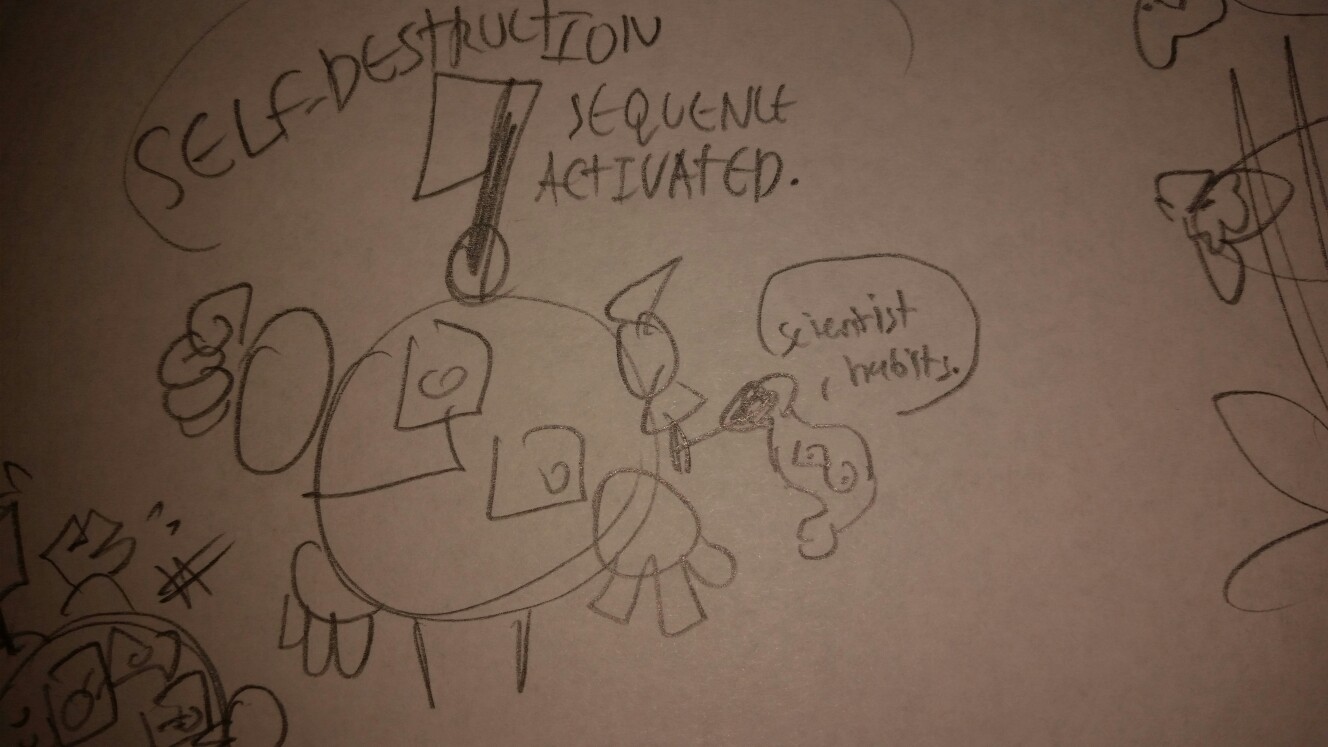 SELF-DESTRUCTION
SEQUENCE
ACTIVATED.
scientist
habits.